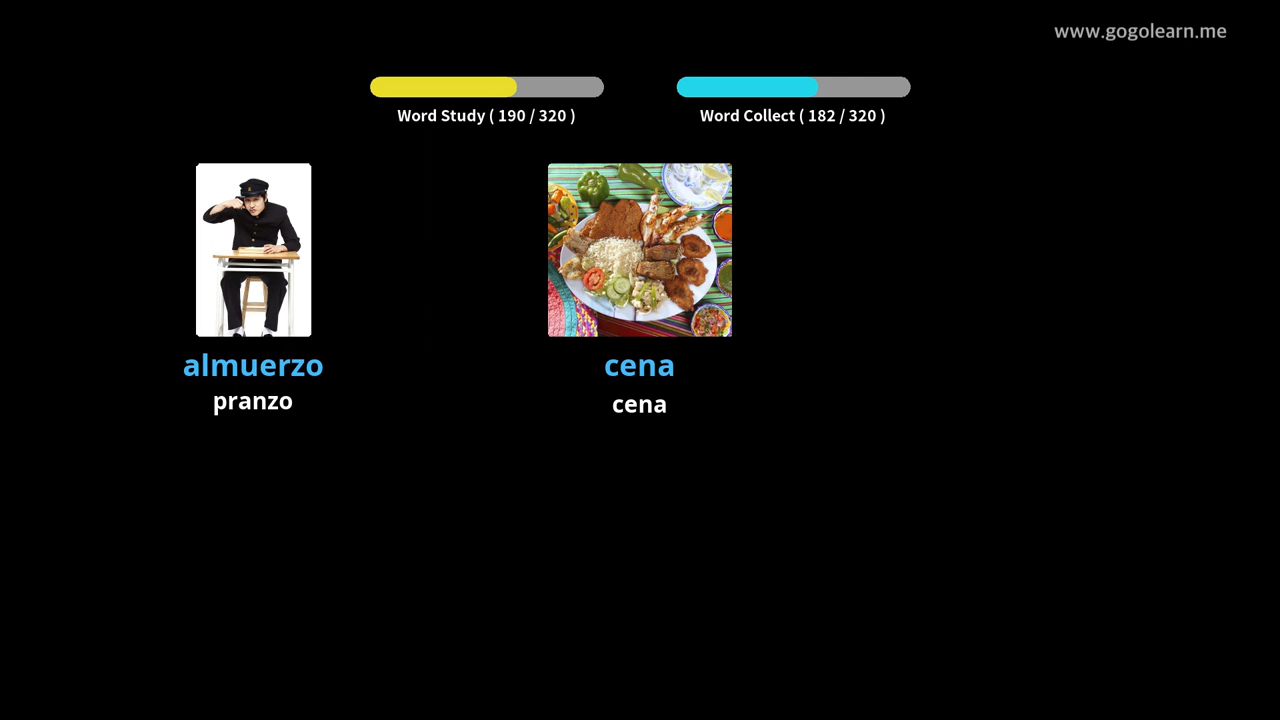 www.gogolearn.me
Word Study ( 190 / 320 )
Word Collect ( 182 / 320 )
almuerzo
pranzo
cena
cena